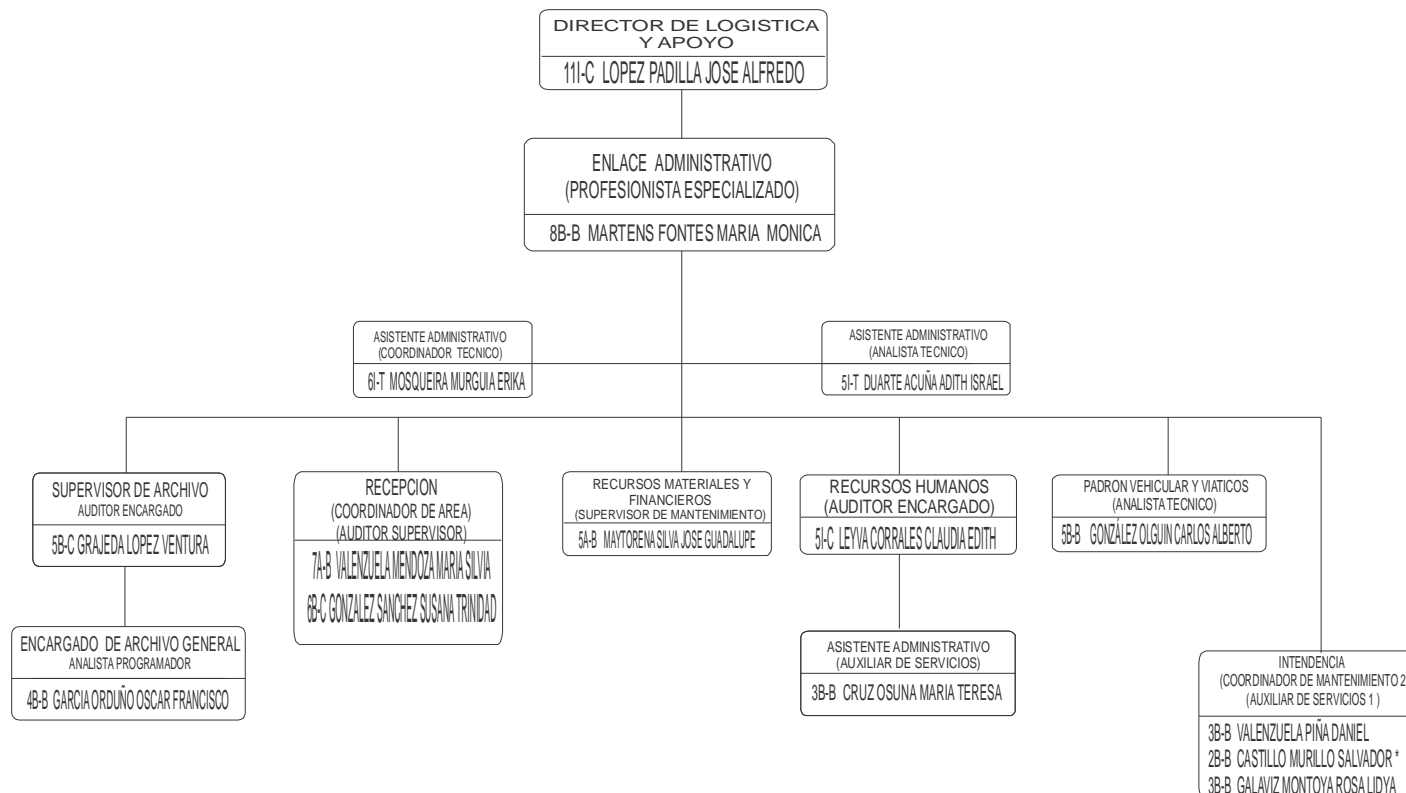 DIRECTOR DE LOGISTICA
Y APOYO
11I-C LOPEZ PADILLA JOSE ALFREDO
ENLACE ADMINISTRATIVO
(PROFESIONISTA ESPECIALIZADO)
8B-B MARTENS FONTES MARIA MONICA
ASISTENTE ADMINISTRATIVO
(COORDINADOR TECNICO)
6I-T MOSQUEIRA MURGUIA ERIKA
ASISTENTE ADMINISTRATIVO
(ANALISTA TECNICO)
5I-T DUARTE ACUÑA ADITH ISRAEL
SUPERVISOR DE ARCHIVO
AUDITOR ENCARGADO
5B-C GRAJEDA LOPEZ VENTURA
RECEPCION
(COORDINADOR DE AREA)
(AUDITOR SUPERVISOR)
7A-B VALENZUELA MENDOZA MARIA SILVIA
6B-C GONZALEZ SANCHEZ SUSANA TRINIDAD
RECURSOS MATERIALES Y
FINANCIEROS
(SUPERVISOR DE MANTENIMIENTO)
5A-B MAYTORENA SILVA JOSE GUADALUPE
RECURSOS HUMANOS
(AUDITOR ENCARGADO)
5I-C LEYVA CORRALES CLAUDIA EDITH
PADRON VEHICULAR Y VIATICOS
(ANALISTA TECNICO)
5B-B GONZÁLEZ OLGUIN CARLOS ALBERTO
ENCARGADO DE ARCHIVO GENERAL
ANALISTA PROGRAMADOR
4B-B GARCIA ORDUÑO OSCAR FRANCISCO
ASISTENTE ADMINISTRATIVO
(AUXILIAR DE SERVICIOS)
3B-B CRUZ OSUNA MARIA TERESA
INTENDENCIA
(COORDINADOR DE MANTENIMIENTO 2
(AUXILIAR DE SERVICIOS 1 )
3B-B VALENZUELA PIÑA DANIEL
2B-B CASTILLO MURILLO SALVADOR *
3B-B GALAVIZ MONTOYA ROSA LIDYA